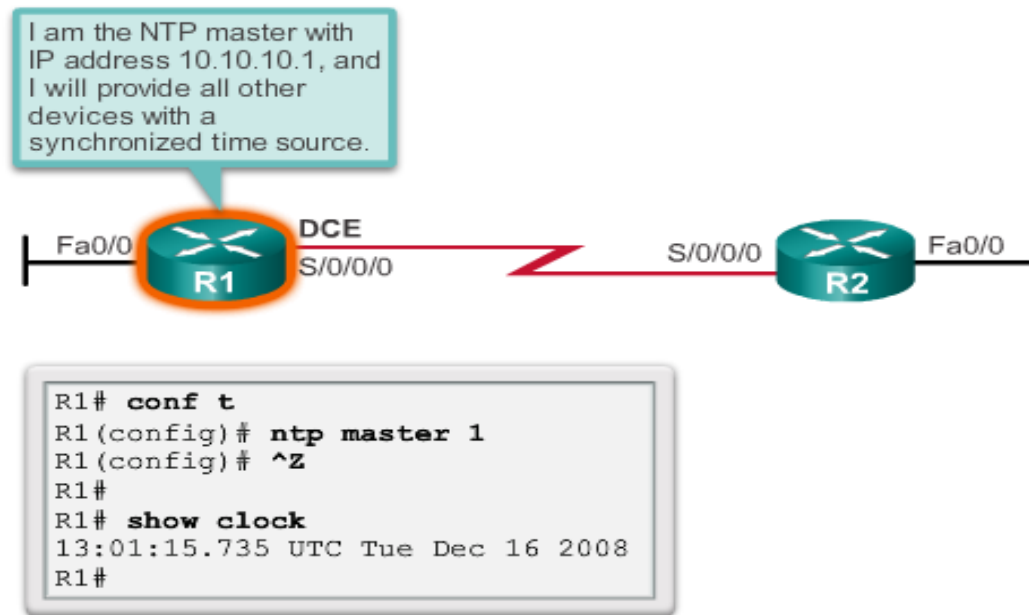 I am the NTP master with
IP address 10.10.10.1, and
I will provide all other
devices with a
synchronized time source.
Fa0/0
R1
DCE
S/0/0/0
S/0/0/0
R2
Fa0/0
R1# conf t
R1(config)# ntp master 1
R1(config)# ^Z
R1#
R1# show clock
13:01:15.735 UTC Tue Dec 16 2008
R1#